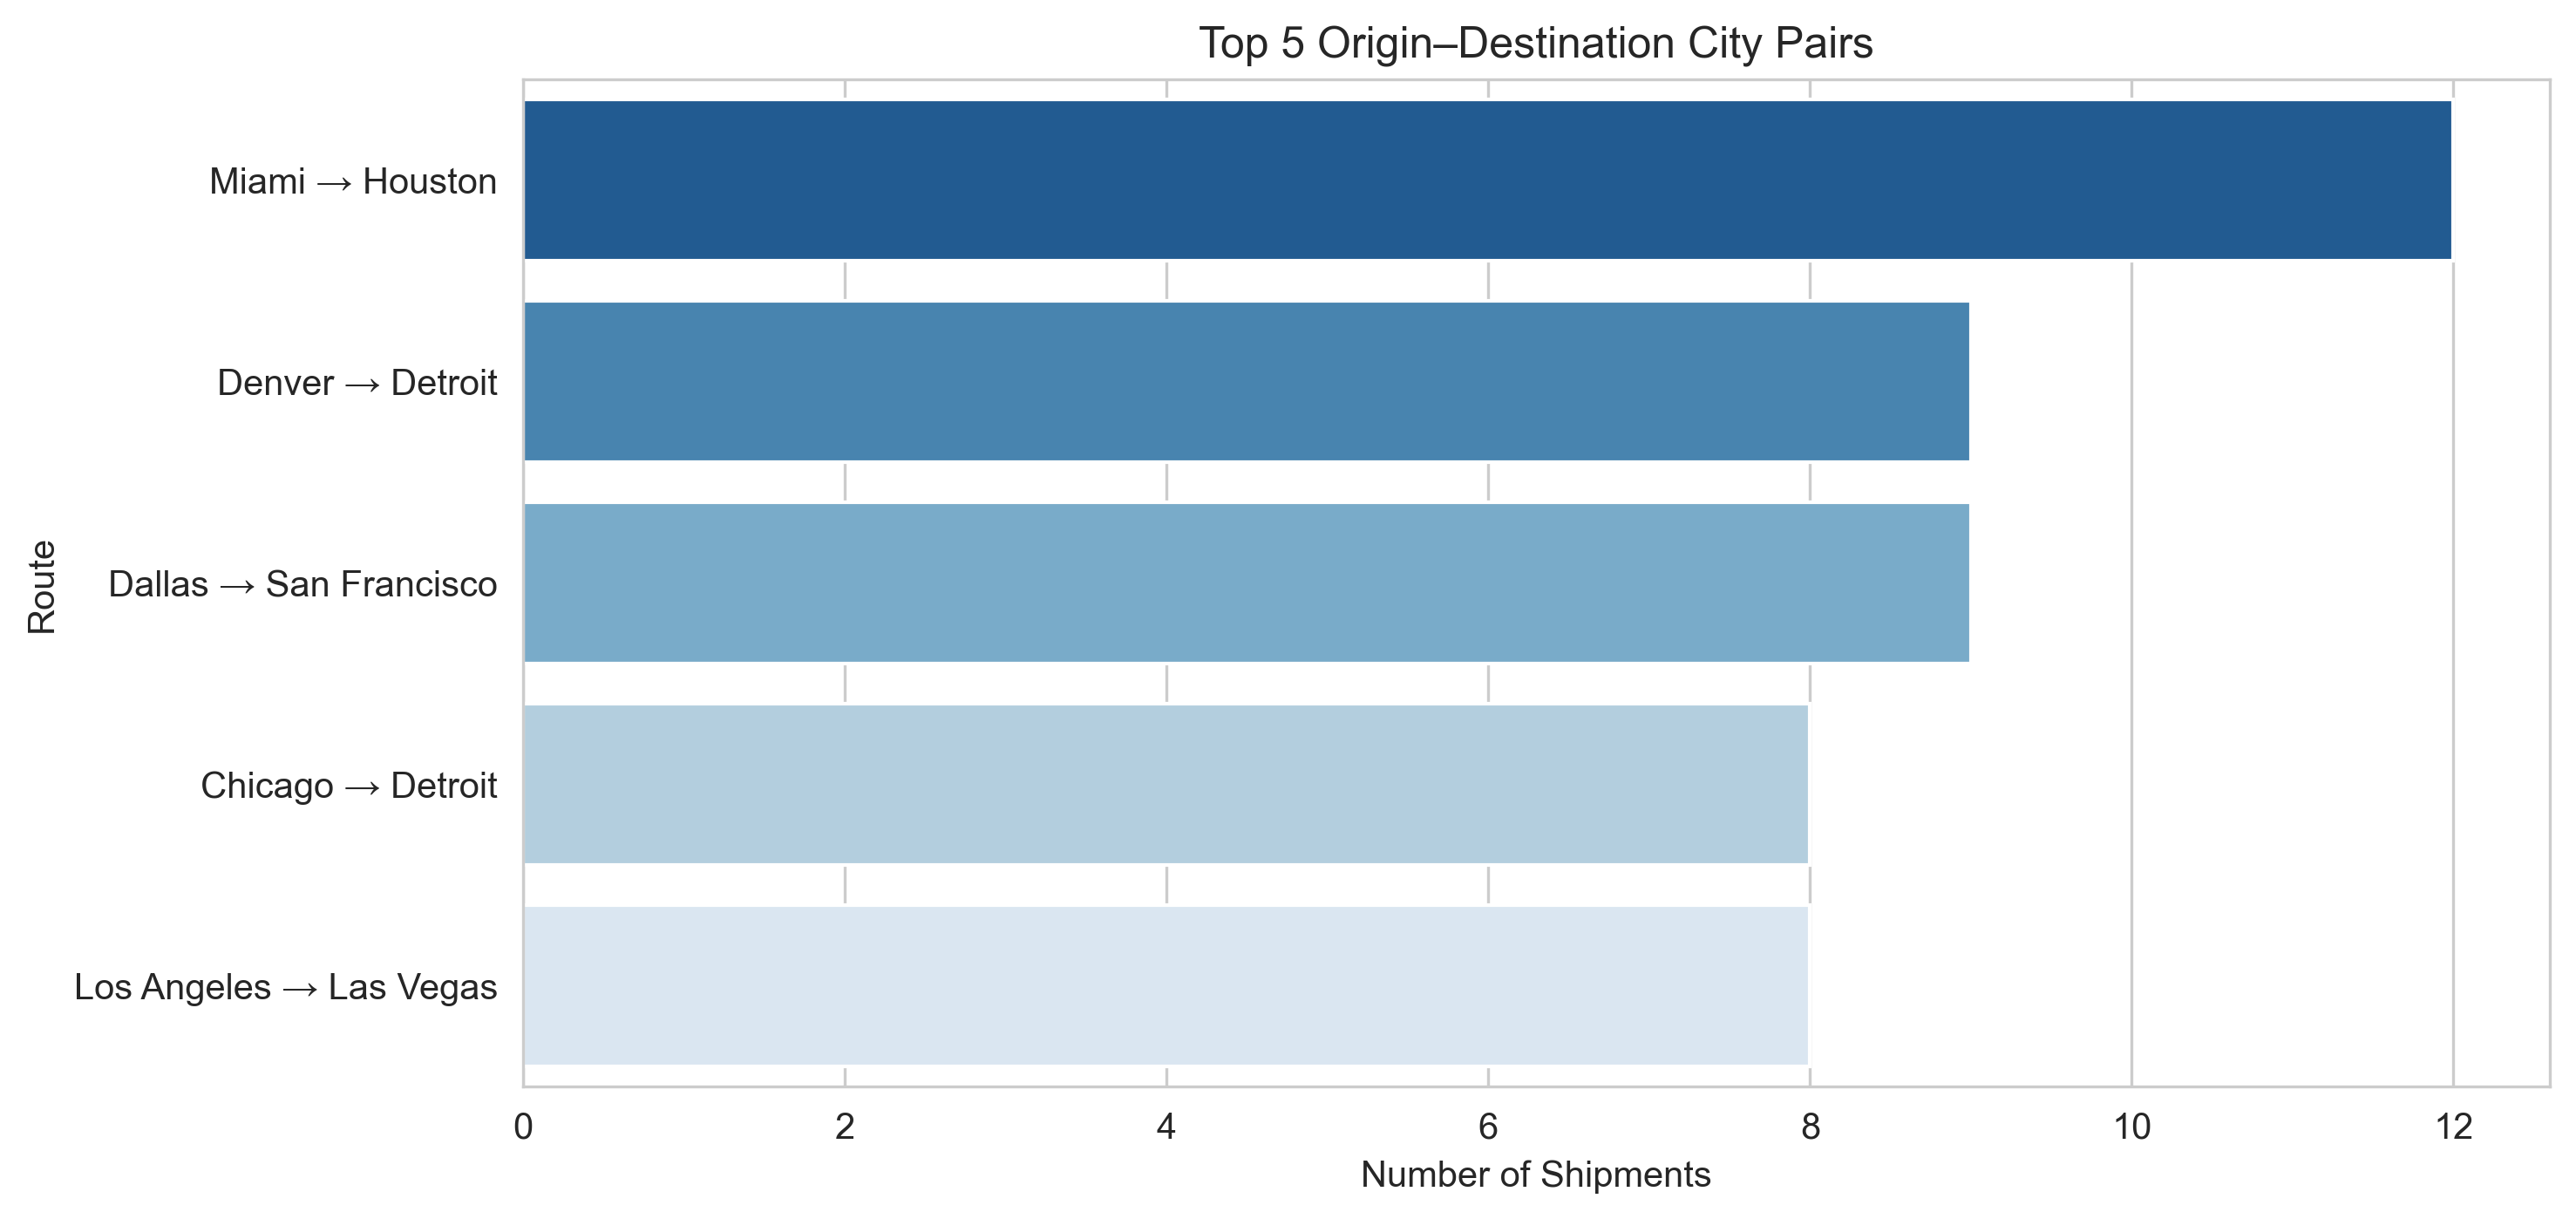 Top 5 Origin–Destination City Pairs
Miami → Houston
Denver → Detroit
Dallas → San Francisco
Chicago → Detroit
Los Angeles → Las Vegas
Route
0 2 4 6 8 10 12
Number of Shipments